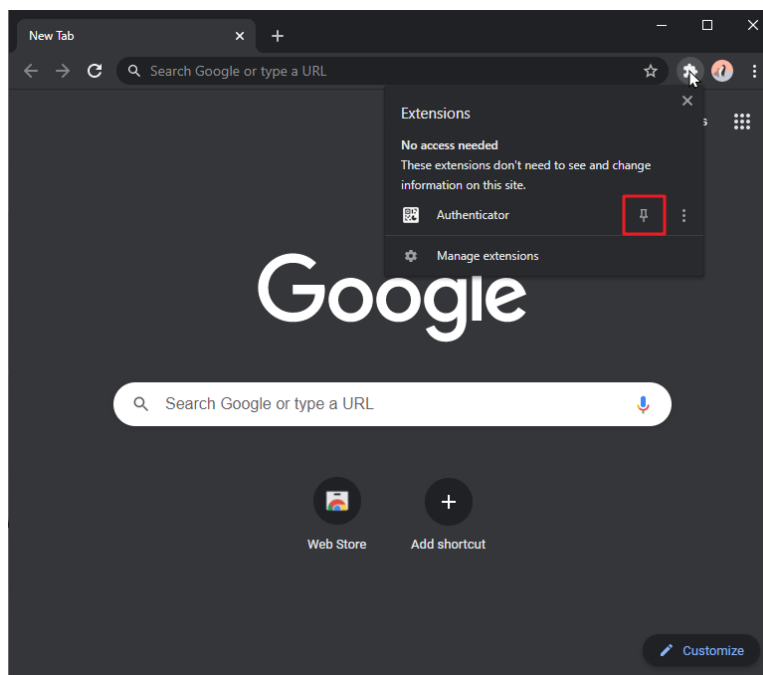 New Tab
Search Google or type a URL
Extensions
No access needed
These extensions don't need to see and change
information on this site.
Authenticator
Manage extensions
Google
Search Google or type a URL
Web Store
Add shortcut
Customize